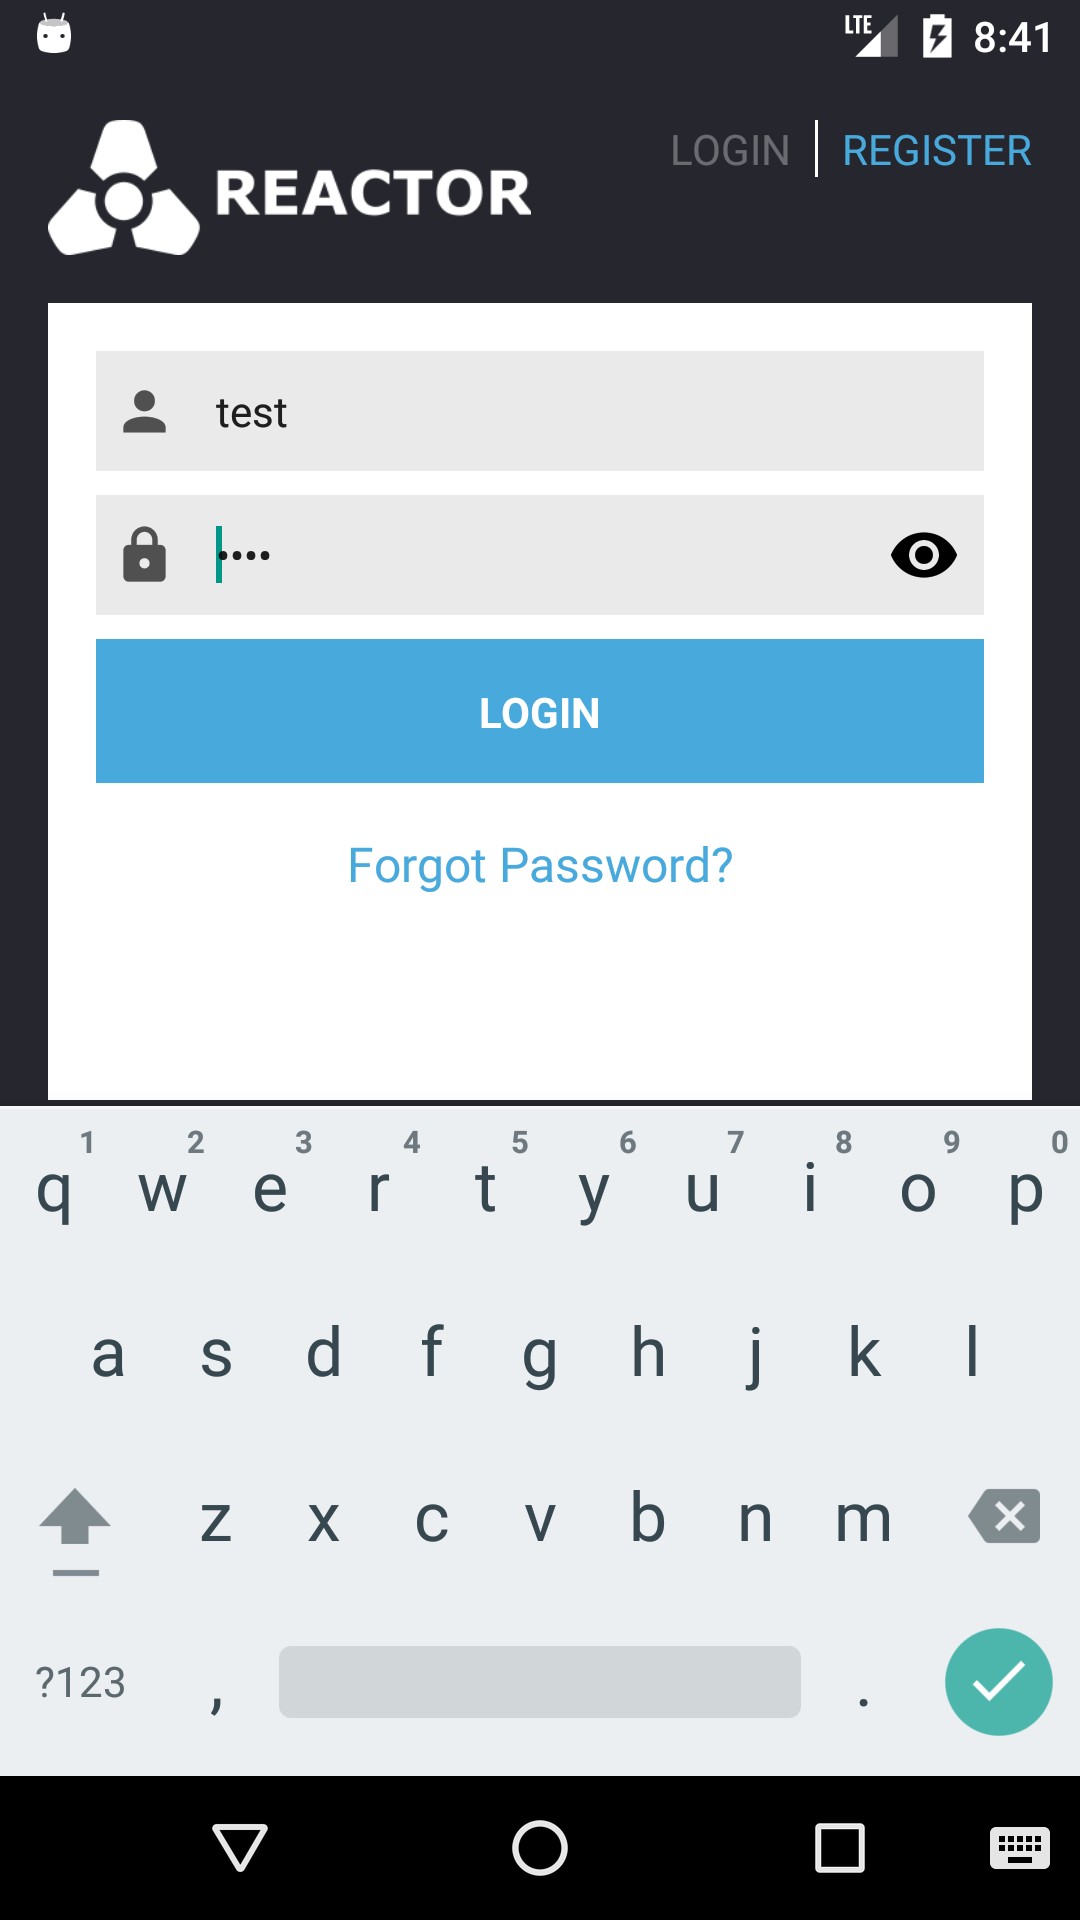 LTE 8:41
LOGIN REGISTER
REACTOR
test
••••
LOGIN
Forgot Password?
1 2 3 4 5 6 7 8 9 0
q w e r t y u i o p
a s d f g h j k l
z x c v b n m
?123 , .